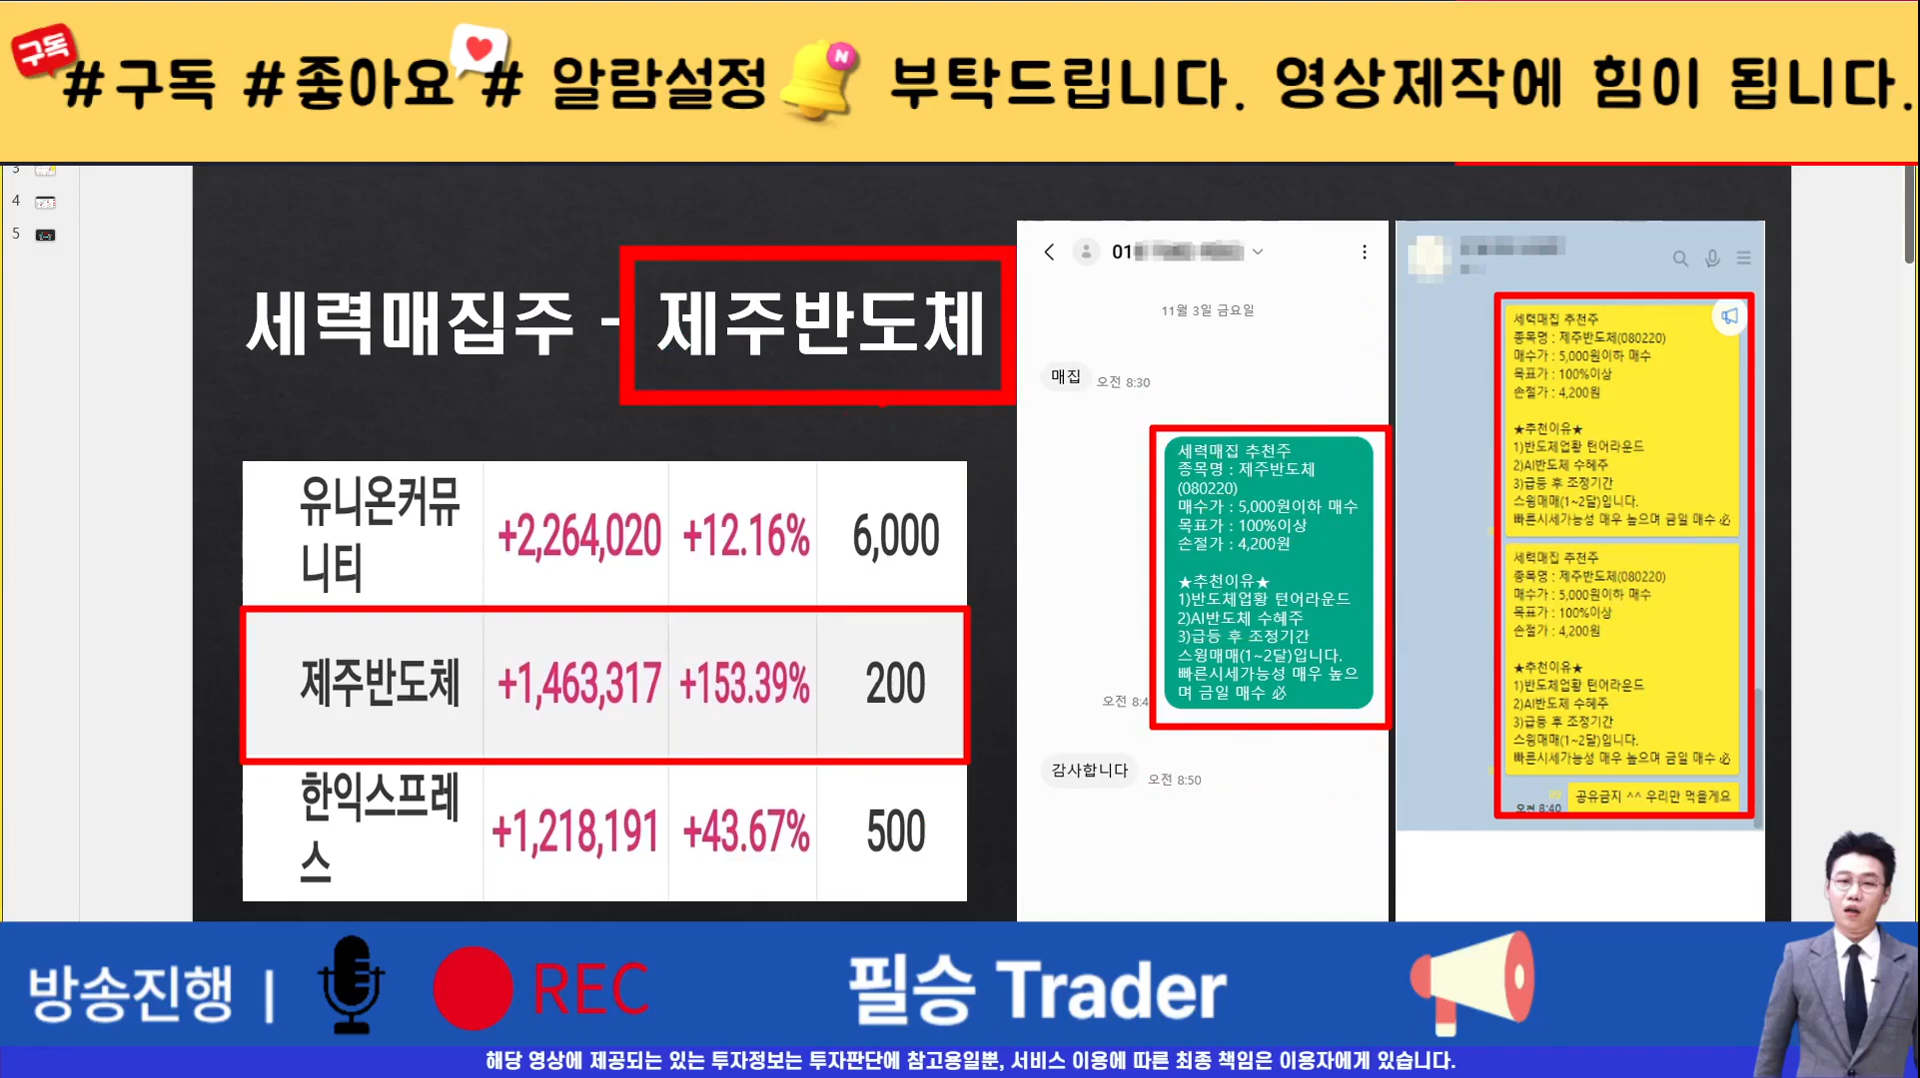 구독
#구독 #좋아요 # 알람설정 N 부탁드립니다. 영상제작에 힘이 됩니다.
3
4
5
세력매집주 - 제주반도체
유니온커뮤
니티
+2,264,020 +12.16% 6,000
제주반도체 +1,463,317 +153.39% 200
한익스프레
스
+1,218,191 +43.67% 500
01
11월 3일 금요일
매집 오전 8:30
세력매집 추천주
종목명 : 제주반도체
(080220)
매수가 : 5,000원이하 매수
목표가 : 100%이상
손절가 : 4,200원
★추천이유★
1)반도체업황 턴어라운드
2)AI반도체 수혜주
3)급등 후 조정기간
스윙매매(1~2달)입니다.
빠른시세가능성 매우 높으
며 금일 매수 必
오전 8:4
감사합니다 오전 8:50
세력매집 추천주
종목명 : 제주반도체(080220)
매수가 : 5,000원이하 매수
목표가 : 100%이상
손절가 : 4,200원
★추천이유★
1)반도체업황 턴어라운드
2)AI반도체 수혜주
3)급등 후 조정기간
스윙매매(1~2달)입니다.
빠른시세가능성 매우 높으며 금일 매수 必
세력매집 추천주
종목명 : 제주반도체(080220)
매수가 : 5,000원이하 매수
목표가 : 100%이상
손절가 : 4,200원
★추천이유★
1)반도체업황 턴어라운드
2)AI반도체 수혜주
3)급등 후 조정기간
스윙매매(1~2달)입니다.
빠른시세가능성 매우 높으며 금일 매수 必
오전 8:40 공유금지 ^^ 우리만 먹을게요
방송진행 | REC 필승 Trader
해당 영상에 제공되는 있는 투자정보는 투자판단에 참고용일뿐, 서비스 이용에 따른 최종 책임은 이용자에게 있습니다.